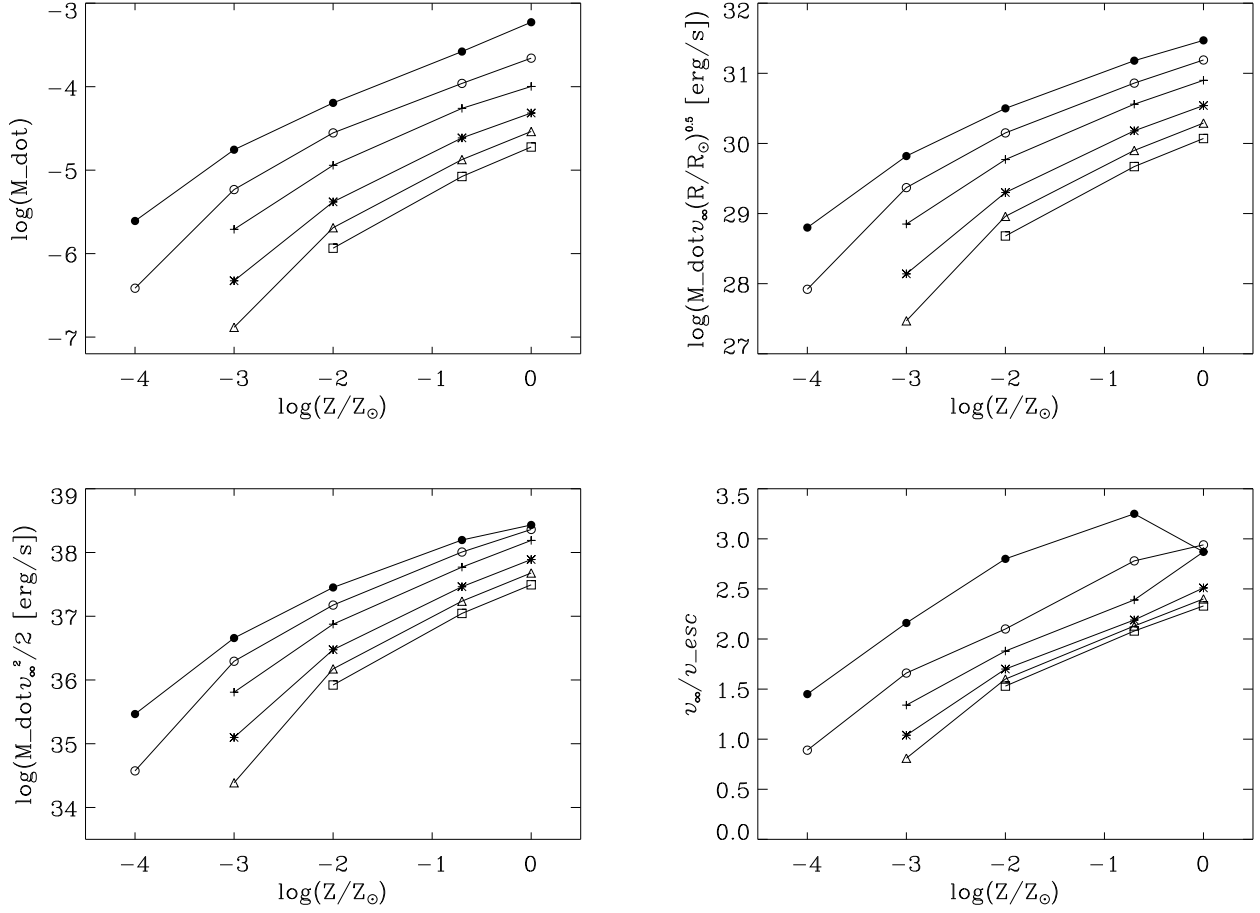 log(M_dot)
-3
-4
-5
-6
-7
-4 -3 -2 -1 0
log(Z/Z☉)
log(M_dotv∞(R/R☉)^0.5 [erg/s]
32
31
30
29
28
27
-4 -3 -2 -1 0
log(Z/Z☉)
log(M_dotv∞²/2 [erg/s])
39
38
37
36
35
34
-4 -3 -2 -1 0
log(Z/Z☉)
v∞/v_esc
3.5
3.0
2.5
2.0
1.5
1.0
0.5
0.0
-4 -3 -2 -1 0
log(Z/Z☉)